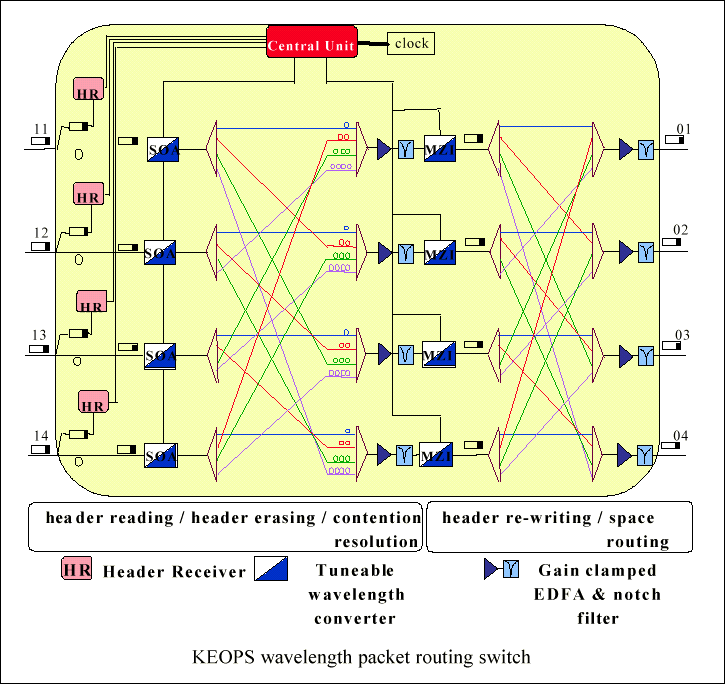 Central Unit
clock
HR
11
SOA
MZI
01
HR
12
SOA
MZI
02
HR
13
SOA
MZI
03
HR
14
SOA
MZI
04
header reading / header erasing / contention
resolution
header re-writing / space
routing
HR
Header Receiver
Tuneable
wavelength
converter
Gain clamped
EDFA & notch
filter
KEOPS wavelength packet routing switch